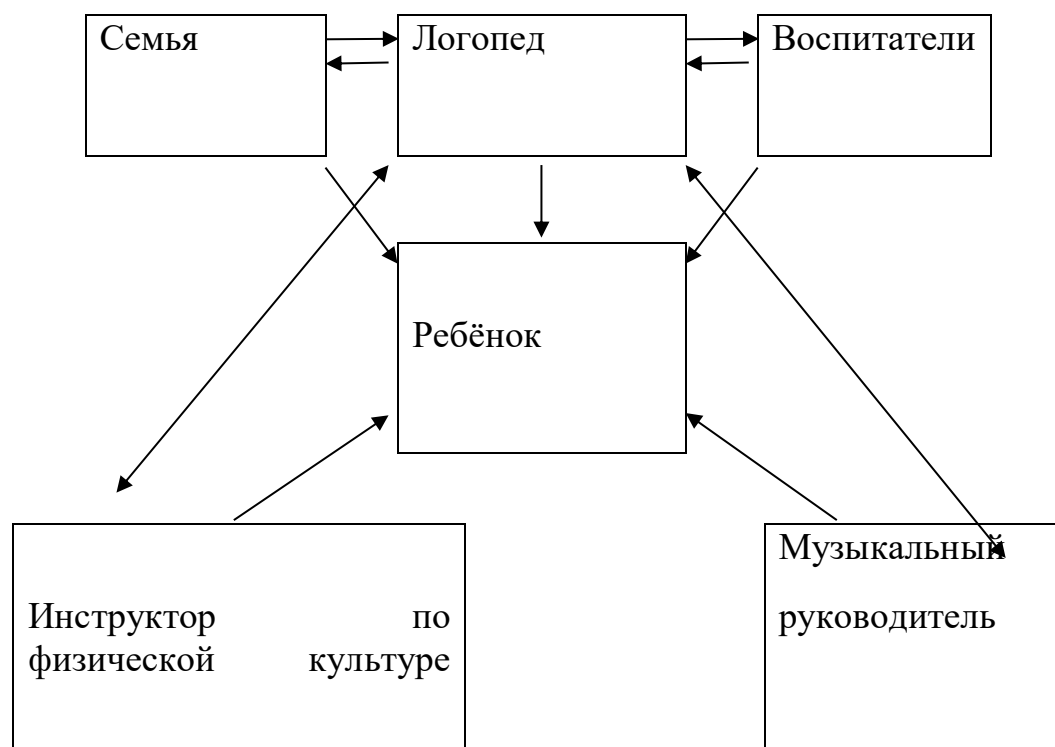 Семья
Логопед
Воспитатели
Ребёнок
Инструктор по
физической культуре
Музыкальный
руководитель